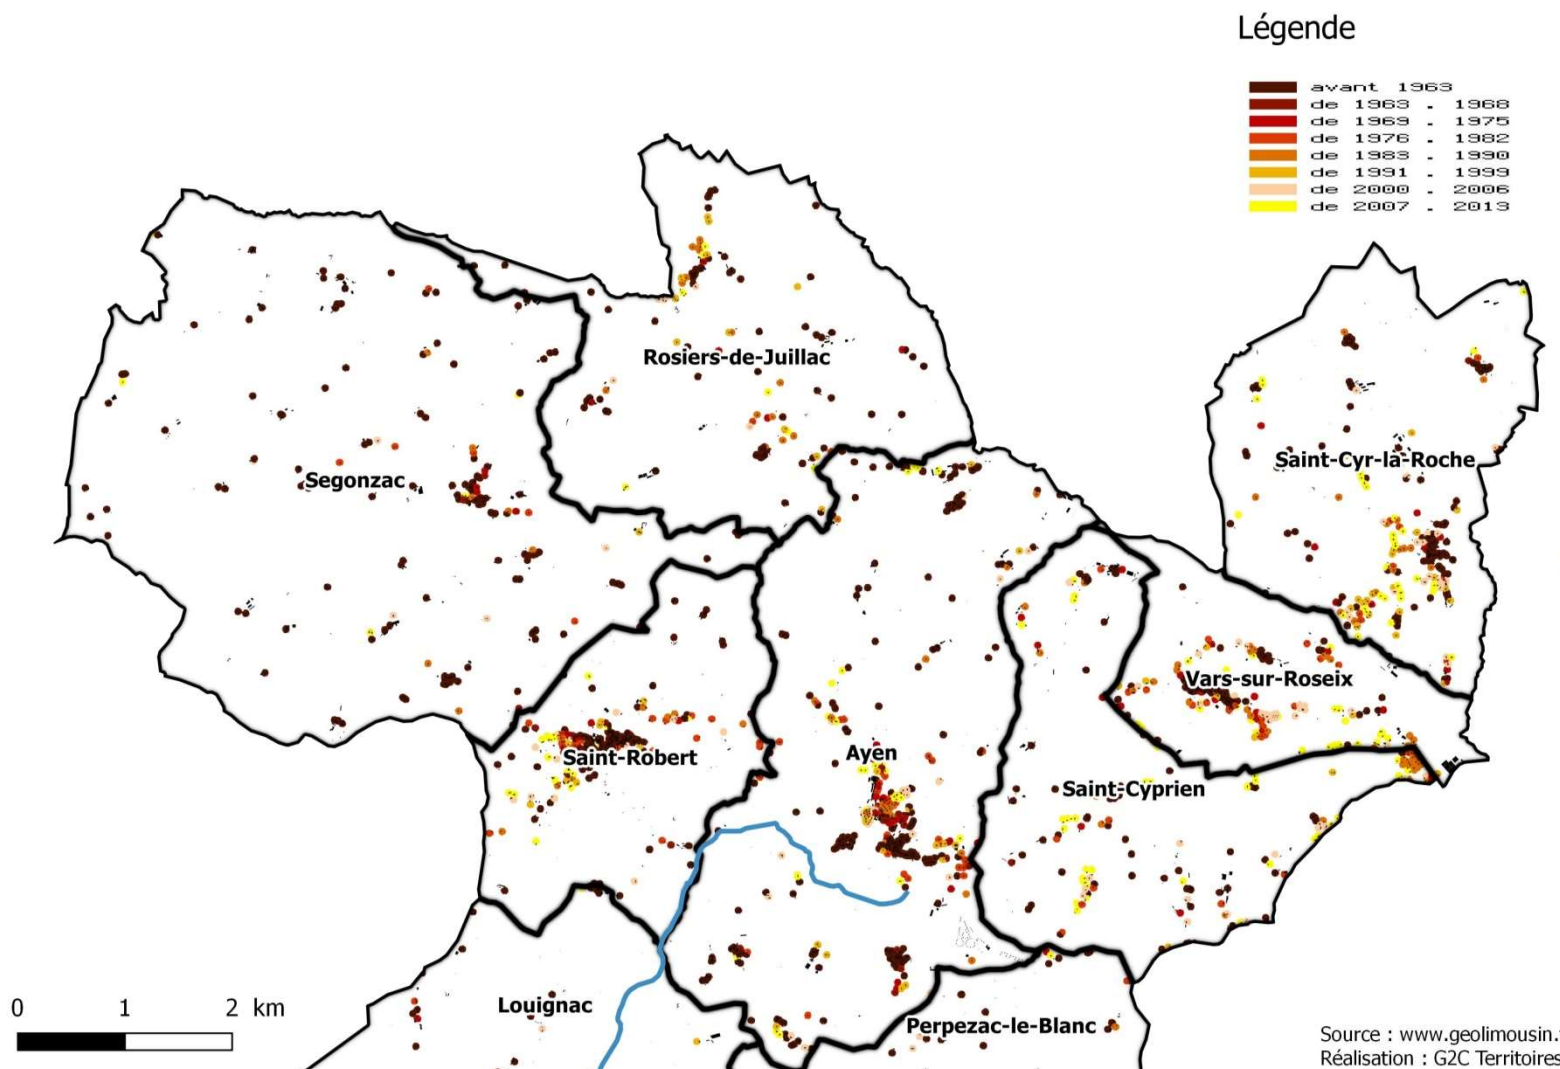 Légende
avant 1963
de 1963 - 1968
de 1969 - 1975
de 1976 - 1982
de 1983 - 1990
de 1991 - 1999
de 2000 - 2006
de 2007 - 2013
Rosiers-de-Juillac
Saint-Cyr-la-Roche
Segonzac
Vars-sur-Roseix
Saint-Robert
Ayen
Saint-Cyprien
Louignac
Perpezac-le-Blanc
0 1 2 km
Source : www.geolimousin.
Réalisation : G2C Territoires